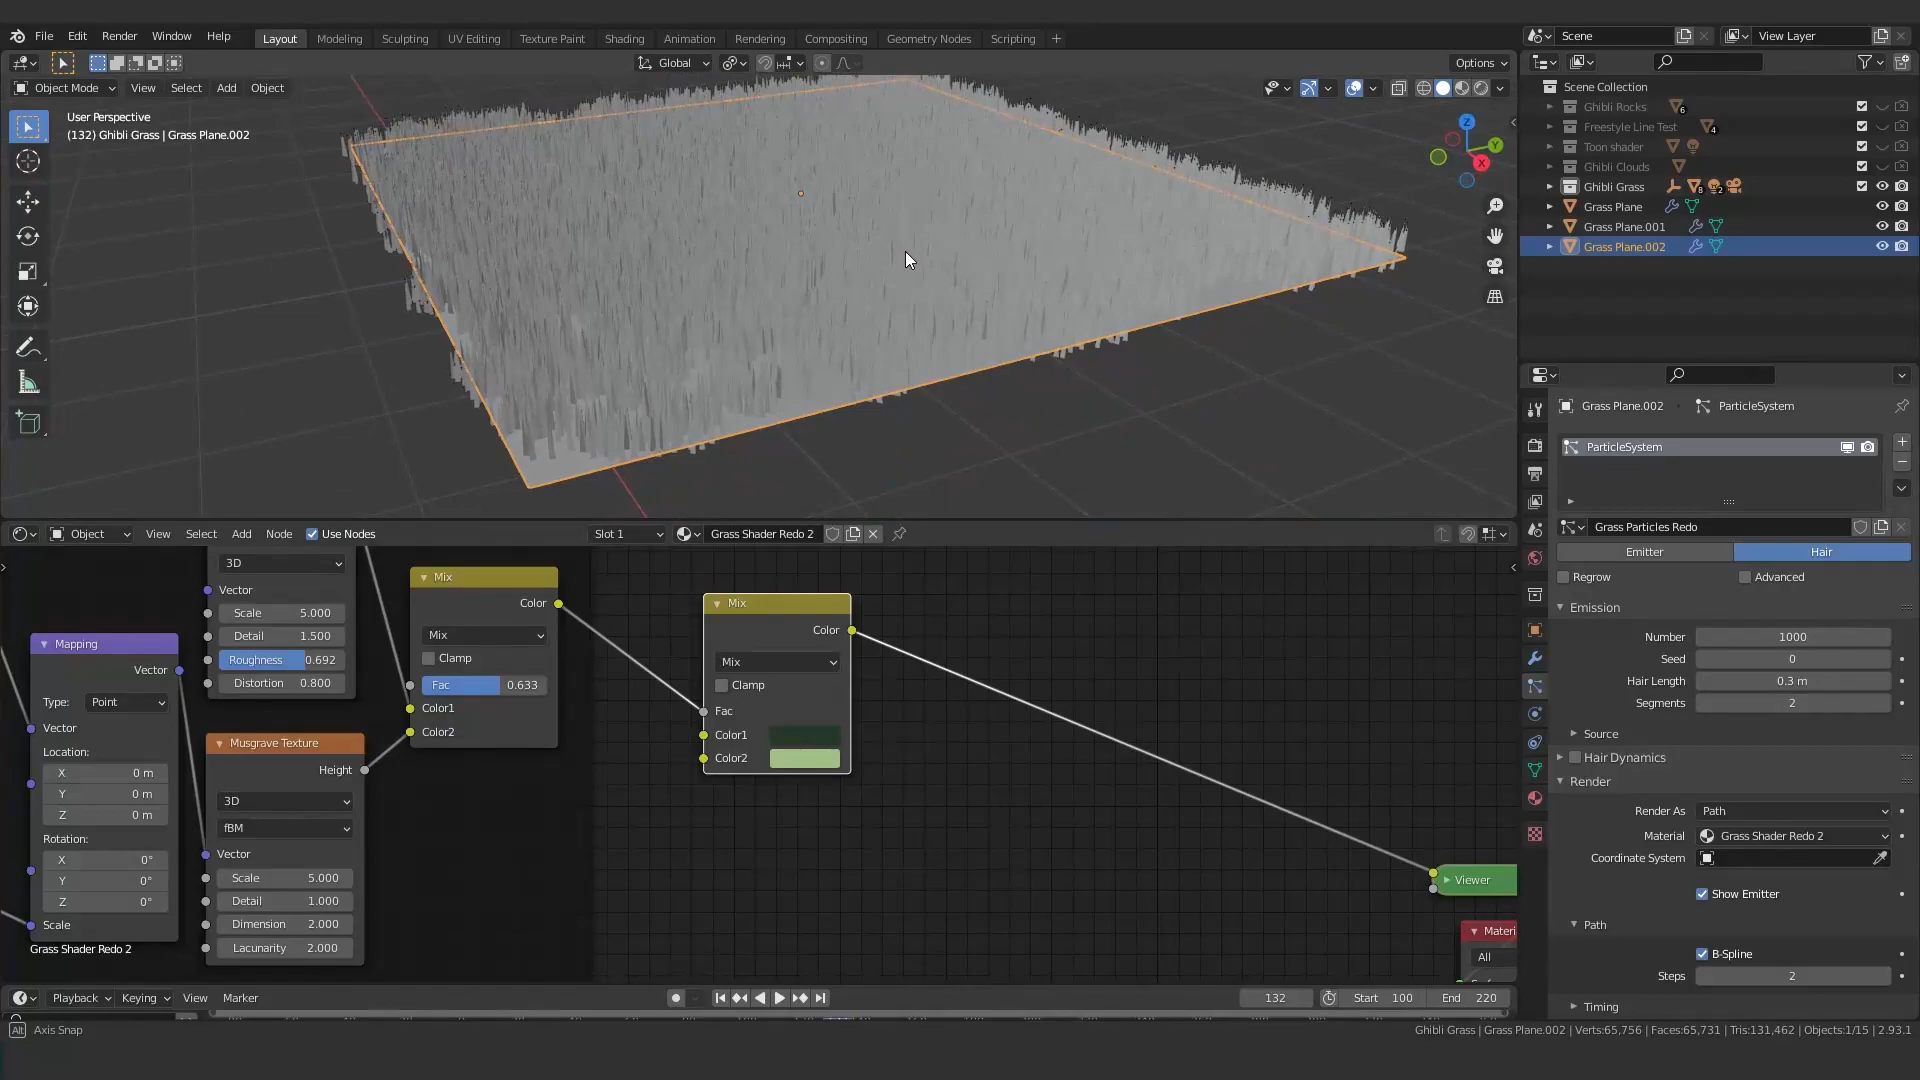 File Edit Render Window Help
Layout Modeling Sculpting UV Editing Texture Paint Shading Animation Rendering Compositing Geometry Nodes Scripting +
Scene
View Layer
Global
Options
Object Mode View Select Add Object
User Perspective
(132) Ghibli Grass | Grass Plane.002
Z
Y
X
Scene Collection
Ghibli Rocks 6
Freestyle Line Test 4
Toon shader
Ghibli Clouds
Ghibli Grass 8 2
Grass Plane
Grass Plane.001
Grass Plane.002
Grass Plane.002 ParticleSystem
ParticleSystem
Grass Particles Redo
Emitter Hair
Regrow Advanced
Emission
Number 1000
Seed 0
Hair Length 0.3 m
Segments 2
Source
Hair Dynamics
Render
Render As Path
Material Grass Shader Redo 2
Coordinate System
Show Emitter
Path
B-Spline
Steps 2
Timing
Object View Select Add Node Use Nodes Slot 1 Grass Shader Redo 2
3D
Vector
Scale 5.000
Detail 1.500
Roughness 0.692
Distortion 0.800
Mapping
Vector
Type: Point
Vector
Location:
X 0 m
Y 0 m
Z 0 m
Rotation:
X 0°
Y 0°
Z 0°
Scale
Grass Shader Redo 2
Musgrave Texture
Height
3D
fBM
Vector
Scale 5.000
Detail 1.000
Dimension 2.000
Lacunarity 2.000
Mix
Color
Mix
Clamp
Fac 0.633
Color1
Color2
Mix
Color
Mix
Clamp
Fac
Color1
Color2
Viewer
Materi
All
Playback Keying View Marker
132 Start 100 End 220
Alt Axis Snap
Ghibli Grass | Grass Plane.002 | Verts:65,756 | Faces:65,731 | Tris:131,462 | Objects:1/15 | 2.93.1